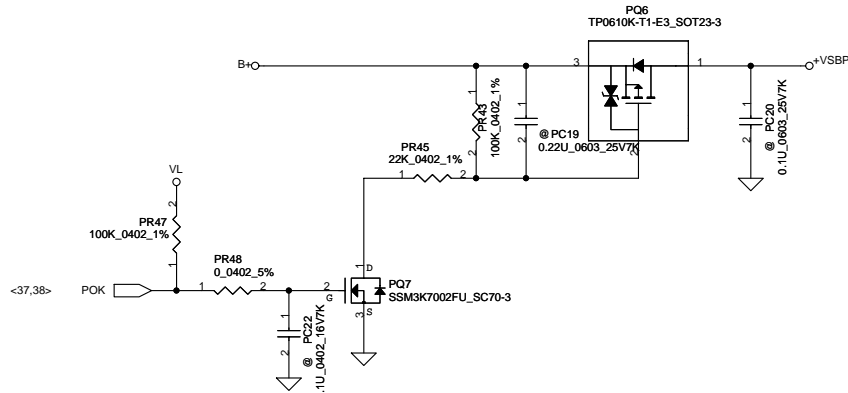 PQ6
TP0610K-T1-E3_SOT23-3
B+
3
1
+VSBP
1
PR43
100K_0402_1%
2
1
@ PC19
0.22U_0603_25V7K
2
2
1
@ PC20
0.1U_0603_25V7K
2
PR45
22K_0402_1%
1
2
VL
2
PR47
100K_0402_1%
1
<37,38>
POK
PR48
0_0402_5%
1
2
1
D
2
G
PQ7
SSM3K7002FU_SC70-3
S
3
1
@ PC22
.1U_0402_16V7K
2